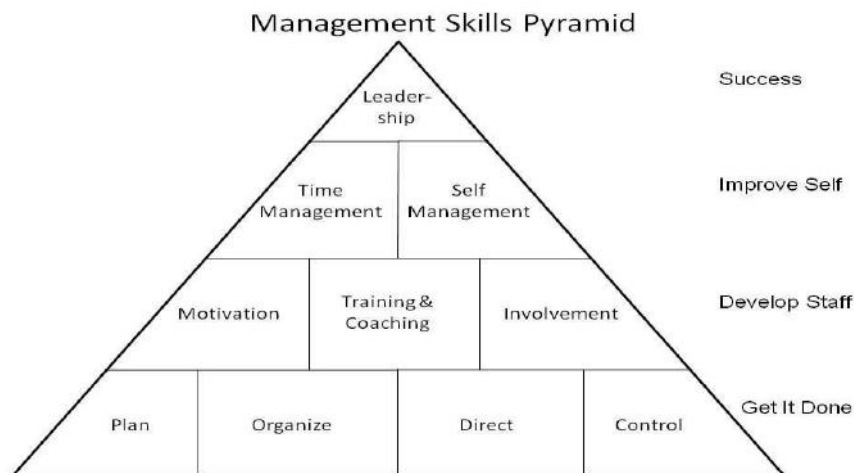 Management Skills Pyramid
Leader-
ship
Success
Time
Management
Self
Management
Improve Self
Motivation
Training &
Coaching
Involvement
Develop Staff
Plan
Organize
Direct
Control
Get It Done